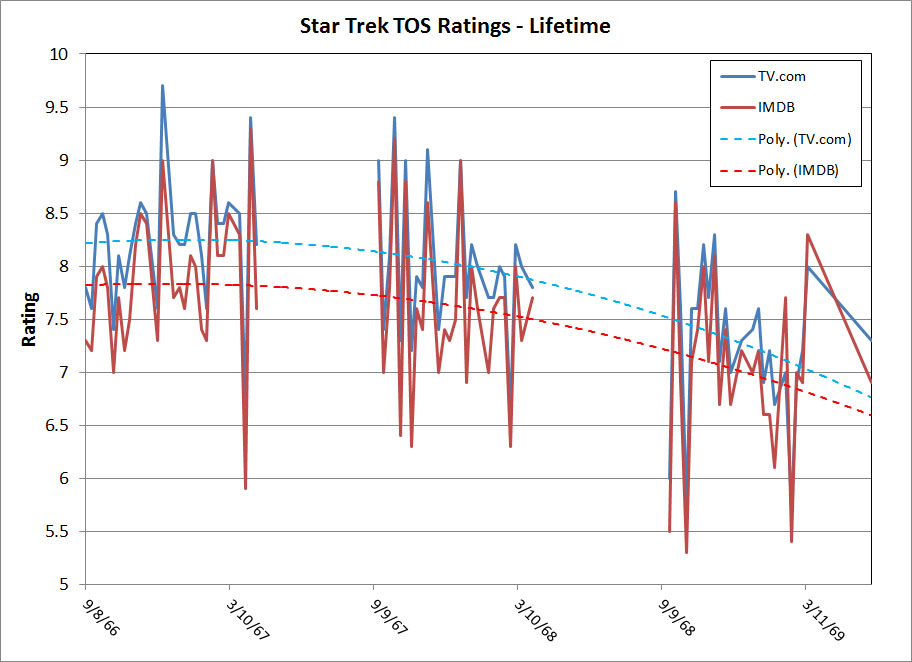 Star Trek TOS Ratings - Lifetime
10
9.5
9
8.5
8
7.5
7
6.5
6
5.5
5
Rating
TV.com
IMDB
Poly. (TV.com)
Poly. (IMDB)
9/8/66
3/10/67
9/9/67
3/10/68
9/9/68
3/11/69